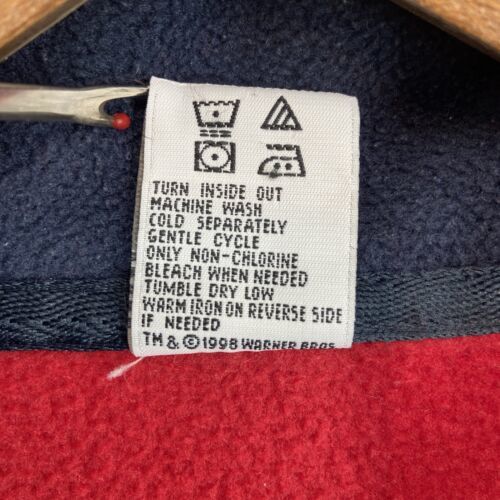 TURN INSIDE OUT
MACHINE WASH
COLD SEPARATELY
GENTLE CYCLE
ONLY NON-CHLORINE
BLEACH WHEN NEEDED
TUMBLE DRY LOW
WARM IRON ON REVERSE SIDE
IF NEEDED
TM & ©1998 WARNER BROS